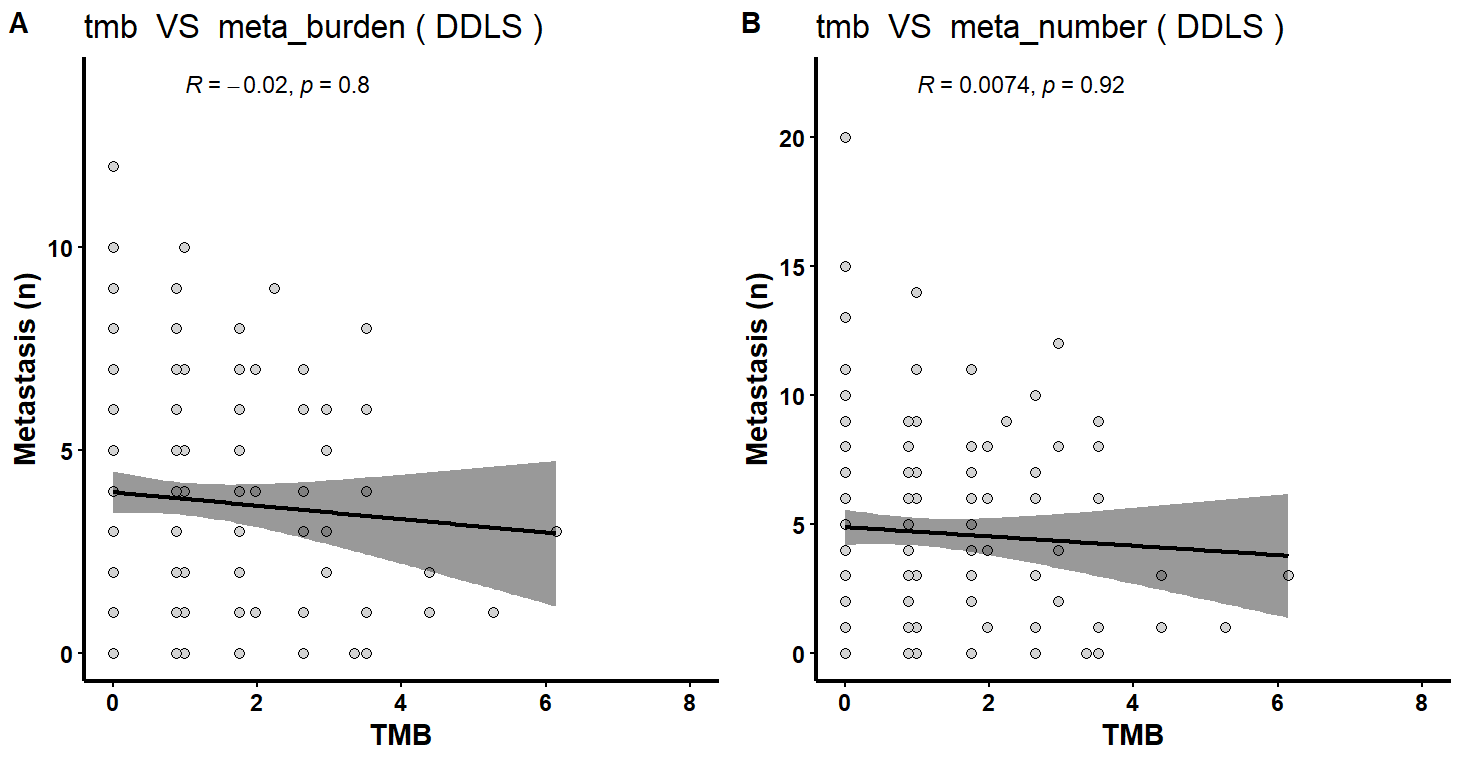 A
tmb VS meta_burden ( DDLS )
R = −0.02, p = 0.8
10
5
0
Metastasis (n)
0 2 4 6 8
TMB
B
tmb VS meta_number ( DDLS )
R = 0.0074, p = 0.92
20
15
10
5
0
Metastasis (n)
0 2 4 6 8
TMB